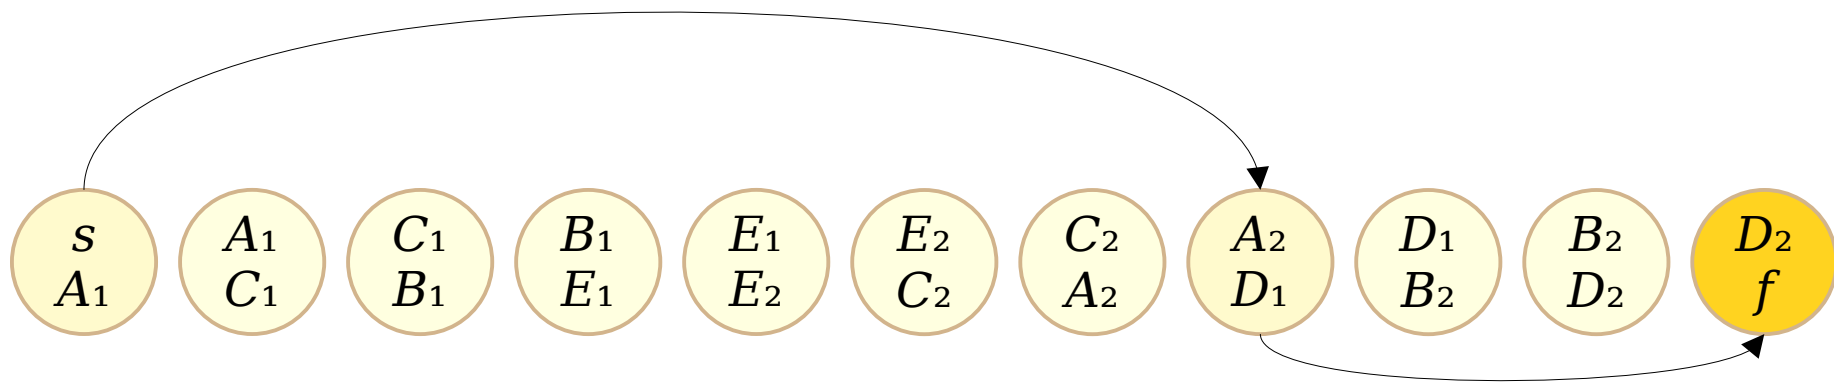 s
A₁
A₁
C₁
C₁
B₁
B₁
E₁
E₁
E₂
E₂
C₂
C₂
A₂
A₂
D₁
D₁
B₂
B₂
D₂
D₂
f